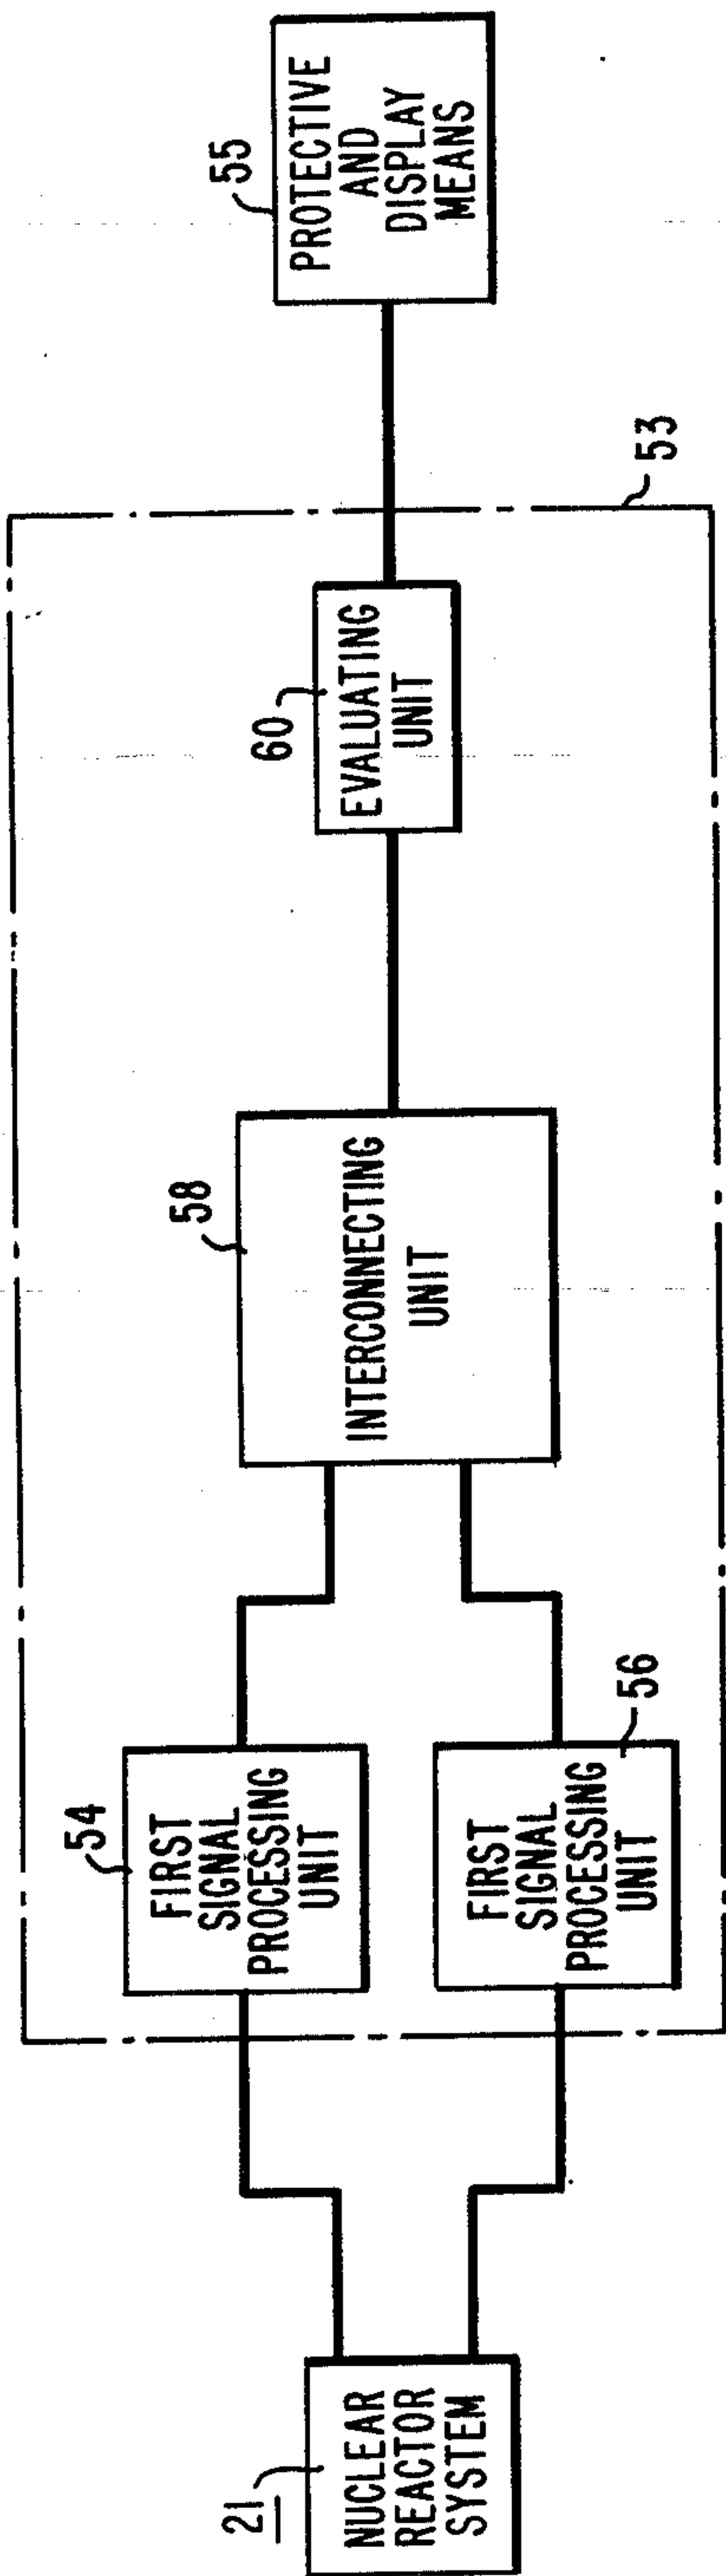 21
NUCLEAR
REACTOR
SYSTEM
54
FIRST
SIGNAL
PROCESSING
UNIT
FIRST
SIGNAL
PROCESSING
UNIT
56
58
INTERCONNECTING
UNIT
60
EVALUATING
UNIT
53
55
PROTECTIVE
AND
DISPLAY
MEANS